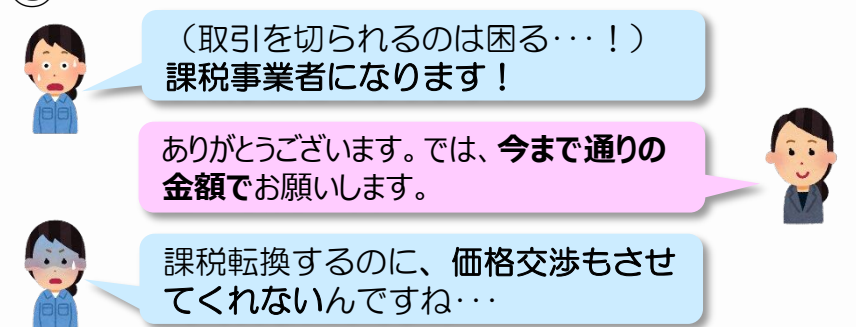 （取引を切られるのは困る･･･！）
課税事業者になります！
ありがとうございます。では、今まで通りの
金額でお願いします。
課税転換するのに、価格交渉もさせ
てくれないんですね･･･